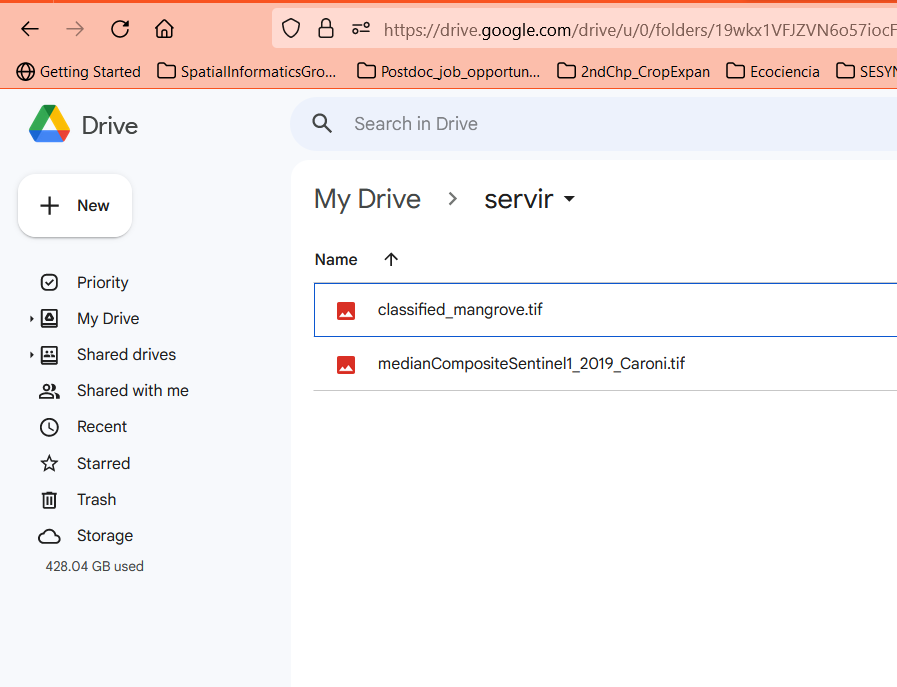 https://drive.google.com/drive/u/0/folders/19wkx1VFJZVN6o57iocF
Getting Started SpatialInformaticsGro... Postdoc_job_opportun... 2ndChp_CropExpan Ecociencia SESYN
Drive
Search in Drive
New
My Drive > servir
Name
Priority
My Drive
Shared drives
Shared with me
Recent
Starred
Trash
Storage
428.04 GB used
classified_mangrove.tif
medianCompositeSentinel1_2019_Caroni.tif